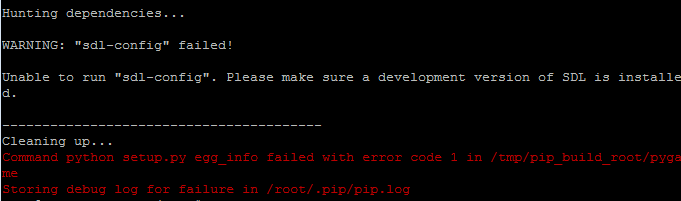 Hunting dependencies...
WARNING: "sdl-config" failed!
Unable to run "sdl-config". Please make sure a development version of SDL is installe
d.
----------------------------------------
Cleaning up...
Command python setup.py egg_info failed with error code 1 in /tmp/pip_build_root/pyga
me
Storing debug log for failure in /root/.pip/pip.log